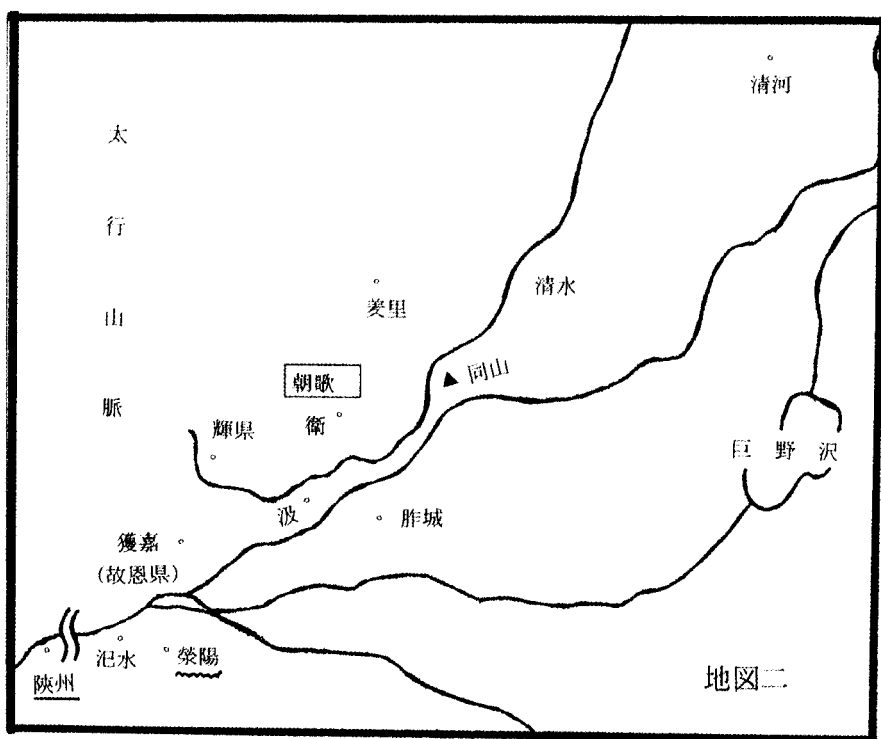 清河
太行山脈
清水
羑里
同山
朝歌
衛
輝県
巨野沢
汲
胙城
獲嘉
(故恩県)
汜水
滎陽
陝州
地図二